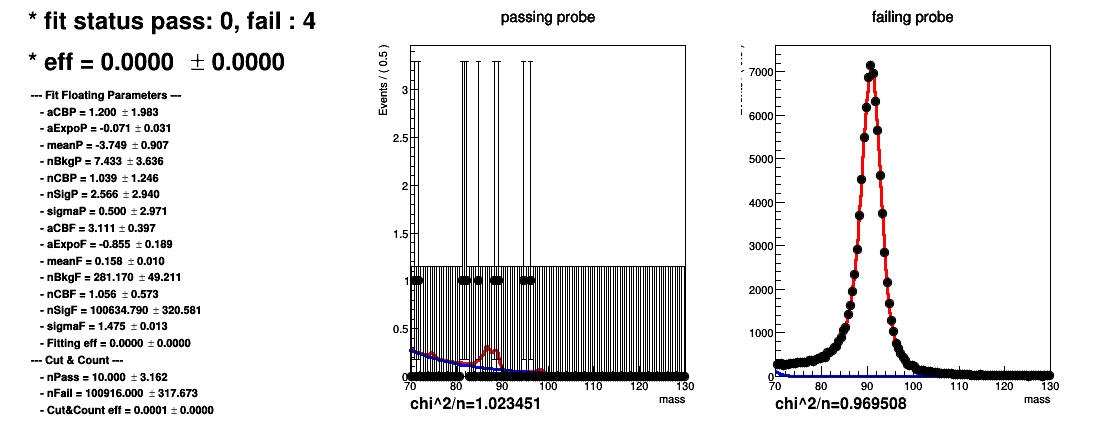 * fit status pass: 0, fail : 4
* eff = 0.0000 ± 0.0000
--- Fit Floating Parameters ---
- aCBP = 1.200 ± 1.983
- aExpoP = -0.071 ± 0.031
- meanP = -3.749 ± 0.907
- nBkgP = 7.433 ± 3.636
- nCBP = 1.039 ± 1.246
- nSigP = 2.566 ± 2.940
- sigmaP = 0.500 ± 2.971
- aCBF = 3.111 ± 0.397
- aExpoF = -0.855 ± 0.189
- meanF = 0.158 ± 0.010
- nBkgF = 281.170 ± 49.211
- nCBF = 1.056 ± 0.573
- nSigF = 100634.790 ± 320.581
- sigmaF = 1.475 ± 0.013
- Fitting eff = 0.0000 ± 0.0000
--- Cut & Count ---
- nPass = 10.000 ± 3.162
- nFail = 100916.000 ± 317.673
- Cut&Count eff = 0.0001 ± 0.0000
passing probe
Events / ( 0.5 )
3
2.5
2
1.5
1
0.5
0
70 80 90 100 110 120 130
mass
chi^2/n=1.023451
failing probe
7000
6000
5000
4000
3000
2000
1000
0
70 80 90 100 110 120 130
mass
chi^2/n=0.969508